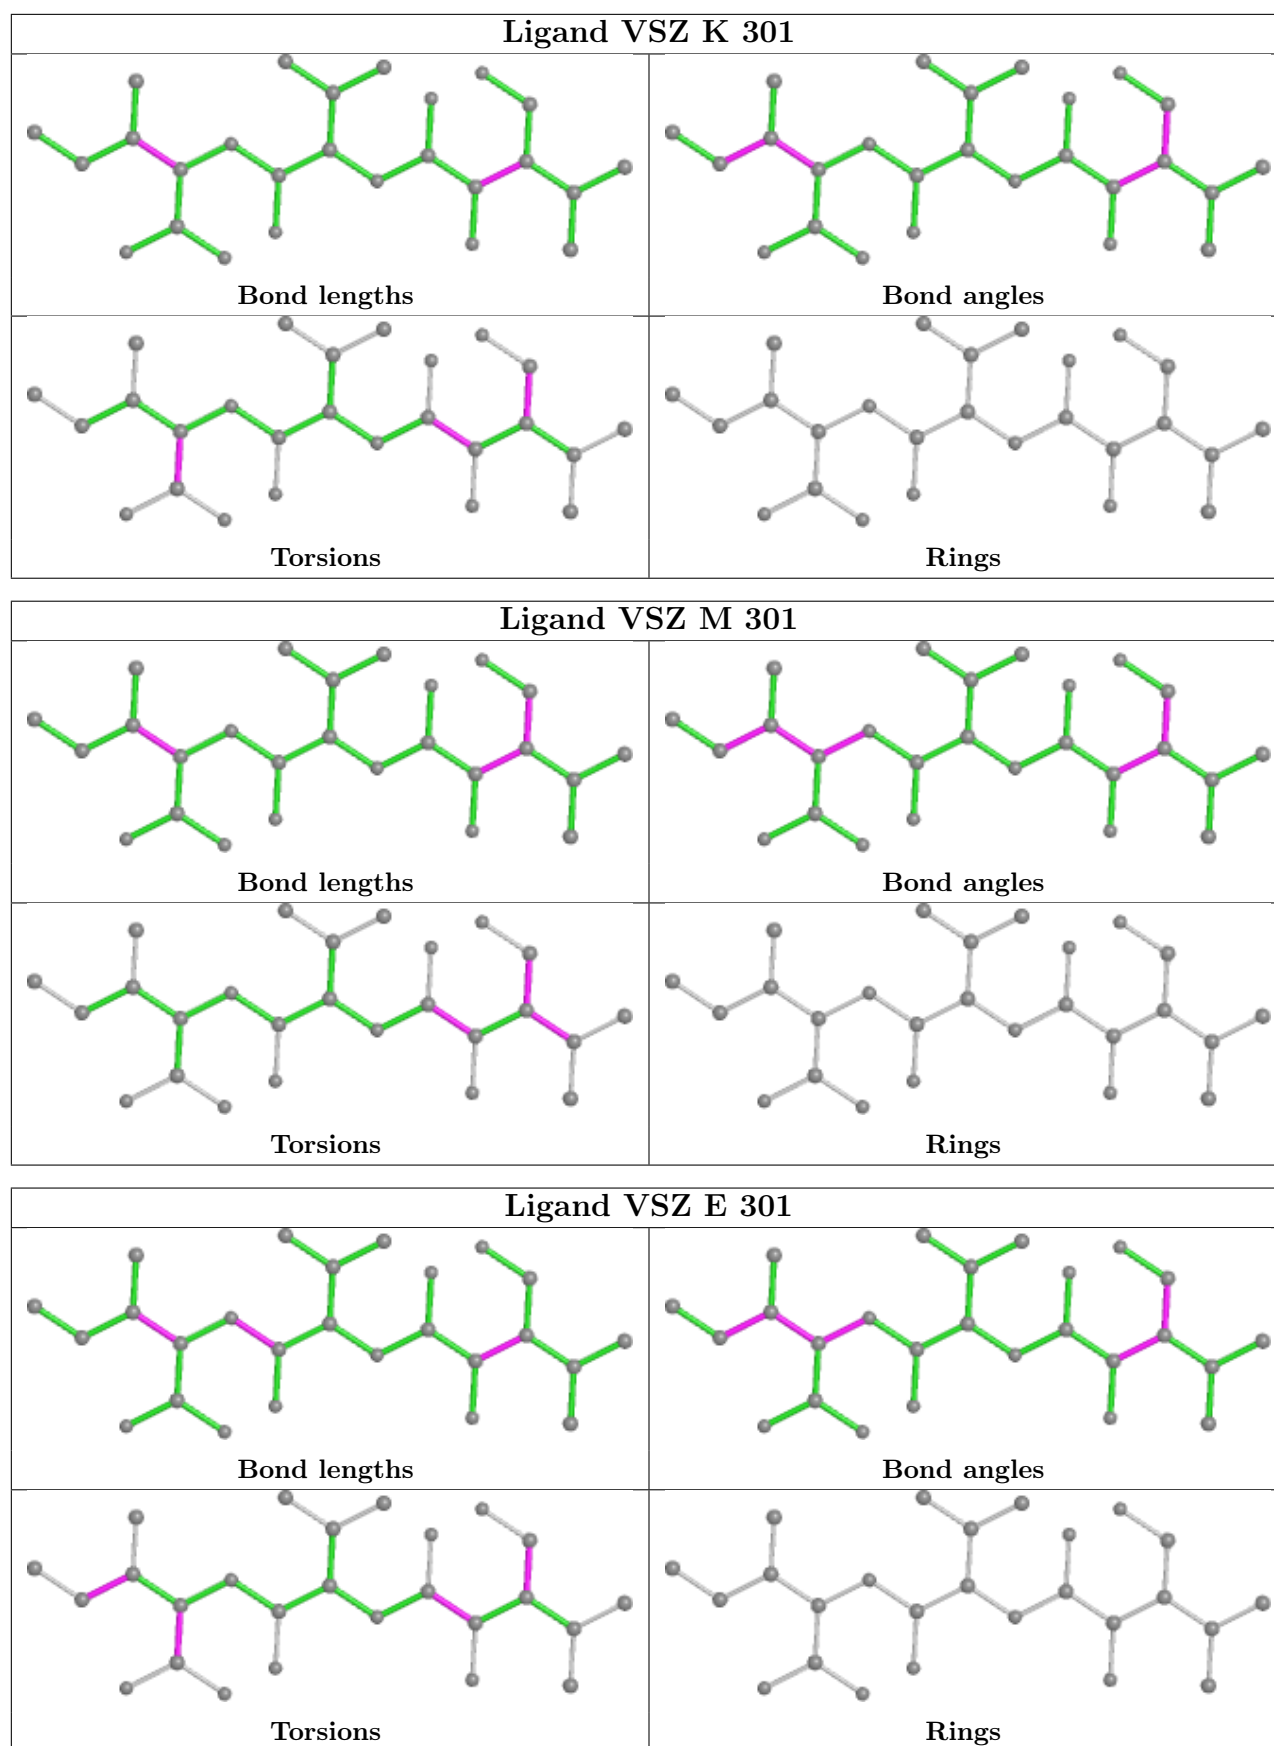 Ligand VSZ K 301
Bond lengths
Bond angles
Torsions
Rings
Ligand VSZ M 301
Bond lengths
Bond angles
Torsions
Rings
Ligand VSZ E 301
Bond lengths
Bond angles
Torsions
Rings